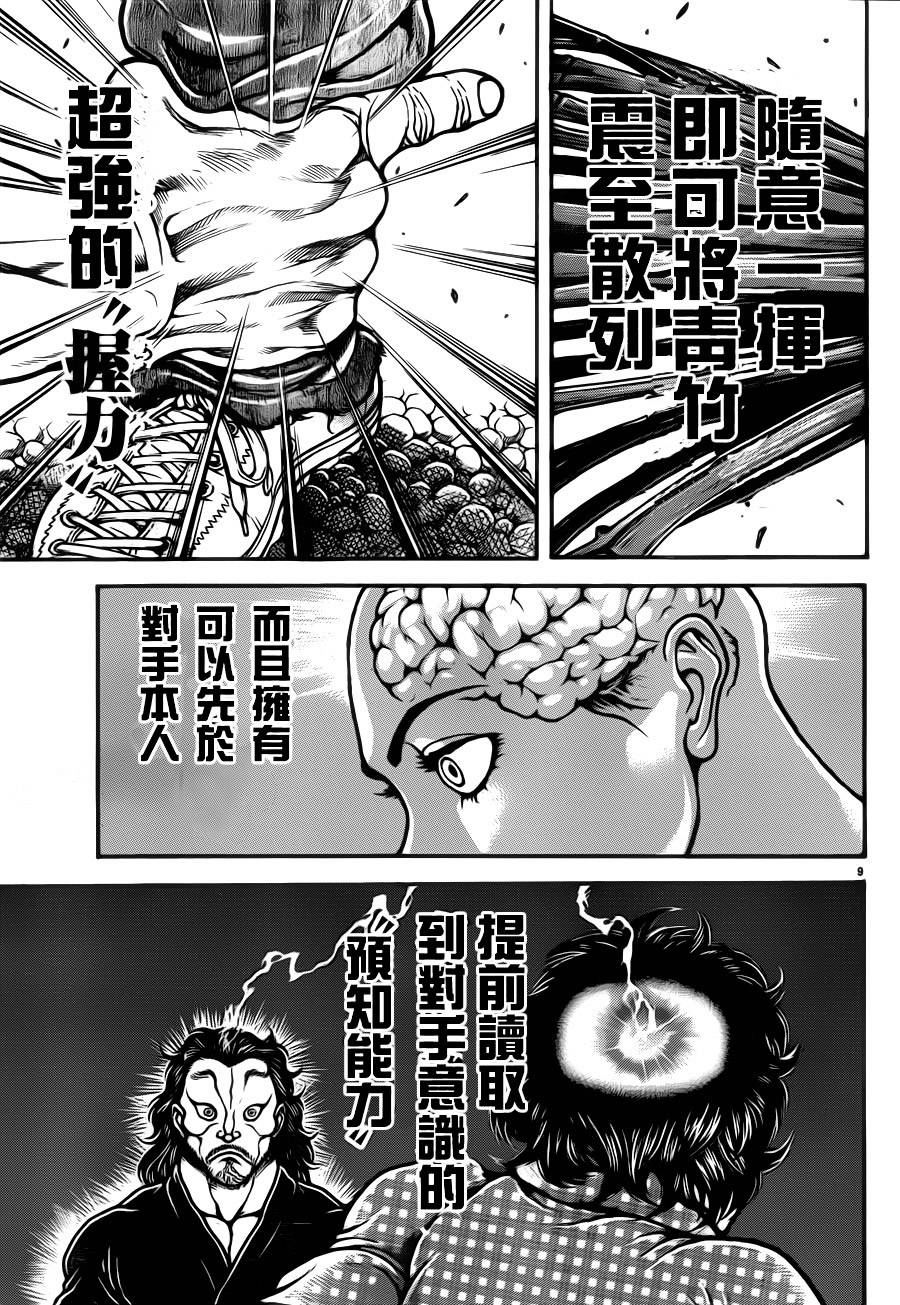 隨意一揮
即可將青竹
震至散列
超強的
〝握力〞
而且擁有
可以先於
對手本人
9
提前讀取
到對手意識的
〝預知能力〞